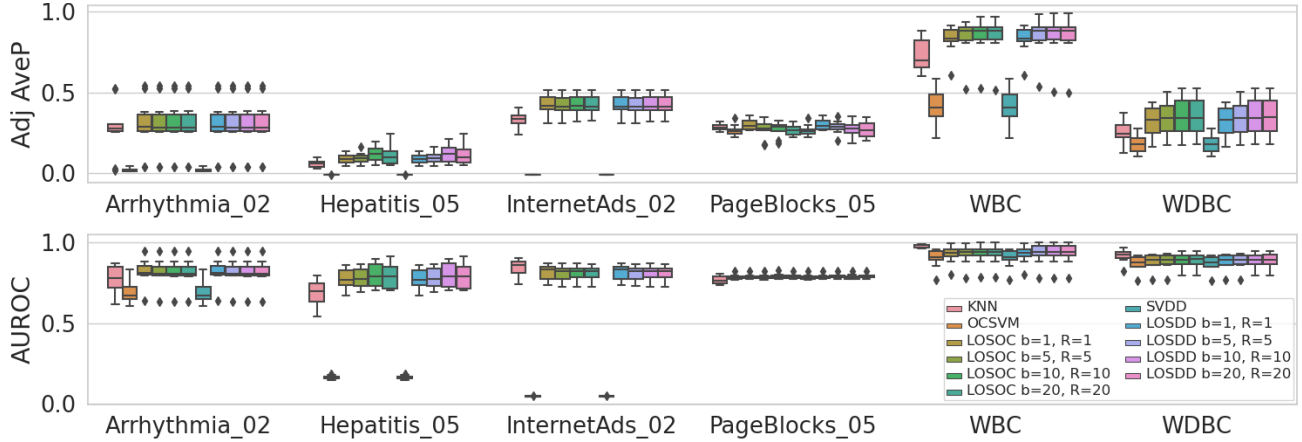 Adj AveP
1.0
0.5
0.0
Arrhythmia_02 Hepatitis_05 InternetAds_02 PageBlocks_05 WBC WDBC
AUROC
1.0
0.5
0.0
KNN
OCSVM
LOSOC b=1, R=1
LOSOC b=5, R=5
LOSOC b=10, R=10
LOSOC b=20, R=20
SVDD
LOSDD b=1, R=1
LOSDD b=5, R=5
LOSDD b=10, R=10
LOSDD b=20, R=20
Arrhythmia_02 Hepatitis_05 InternetAds_02 PageBlocks_05 WBC WDBC